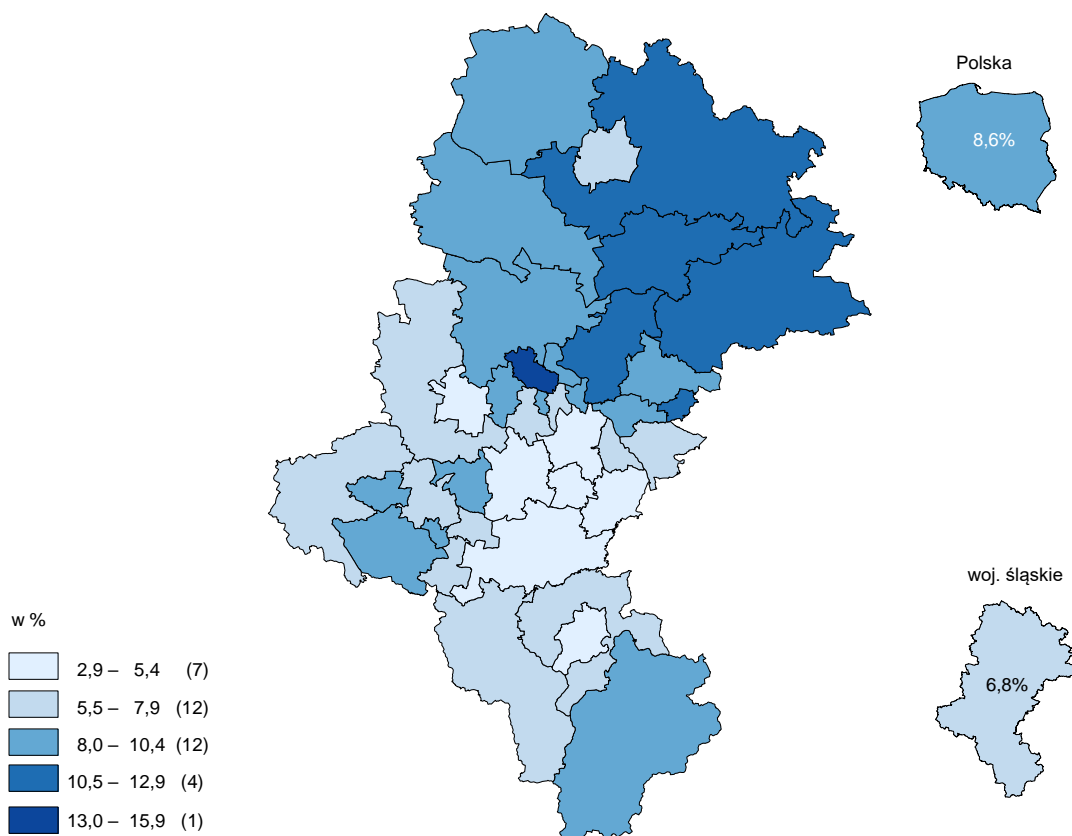 Polska
8,6%
woj. śląskie
6,8%
w %
2,9 – 5,4 (7)
5,5 – 7,9 (12)
8,0 – 10,4 (12)
10,5 – 12,9 (4)
13,0 – 15,9 (1)